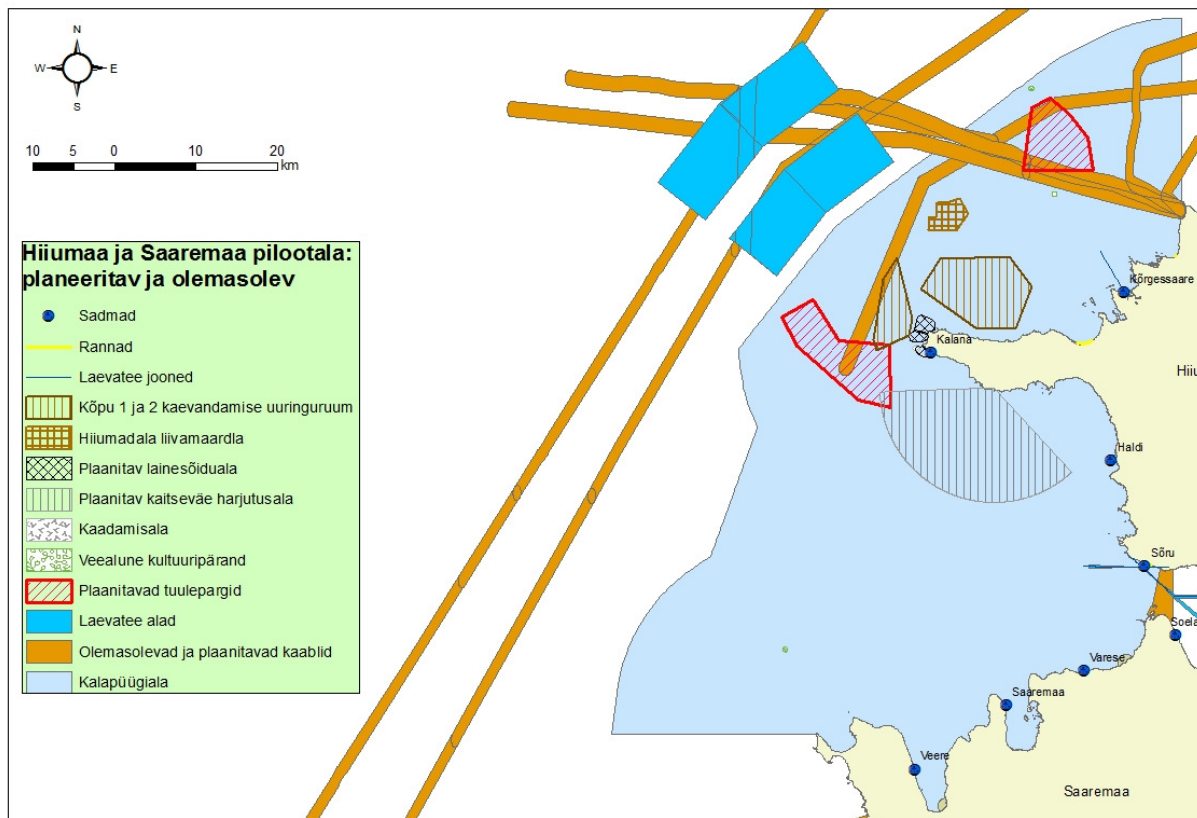 N
W E
S
10 5 0 10 20
km
Hiiumaa ja Saaremaa pilootala:
planeeritav ja olemasolev
Sadmad
Rannad
Laevatee jooned
Kõpu 1 ja 2 kaevandamise uuringuruum
Hiiumadala liivamaardla
Plaanitav lainesõiduala
Plaanitav kaitseväe harjutusala
Kaadamisala
Veealune kultuuripärand
Plaanitavad tuulepargid
Laevatee alad
Olemasolevad ja plaanitavad kaablid
Kalapüügiala
Kõrgessaare
Kalana
Hiiu
Haldi
Sõru
Soela
Varese
Saaremaa
Veere
Saaremaa